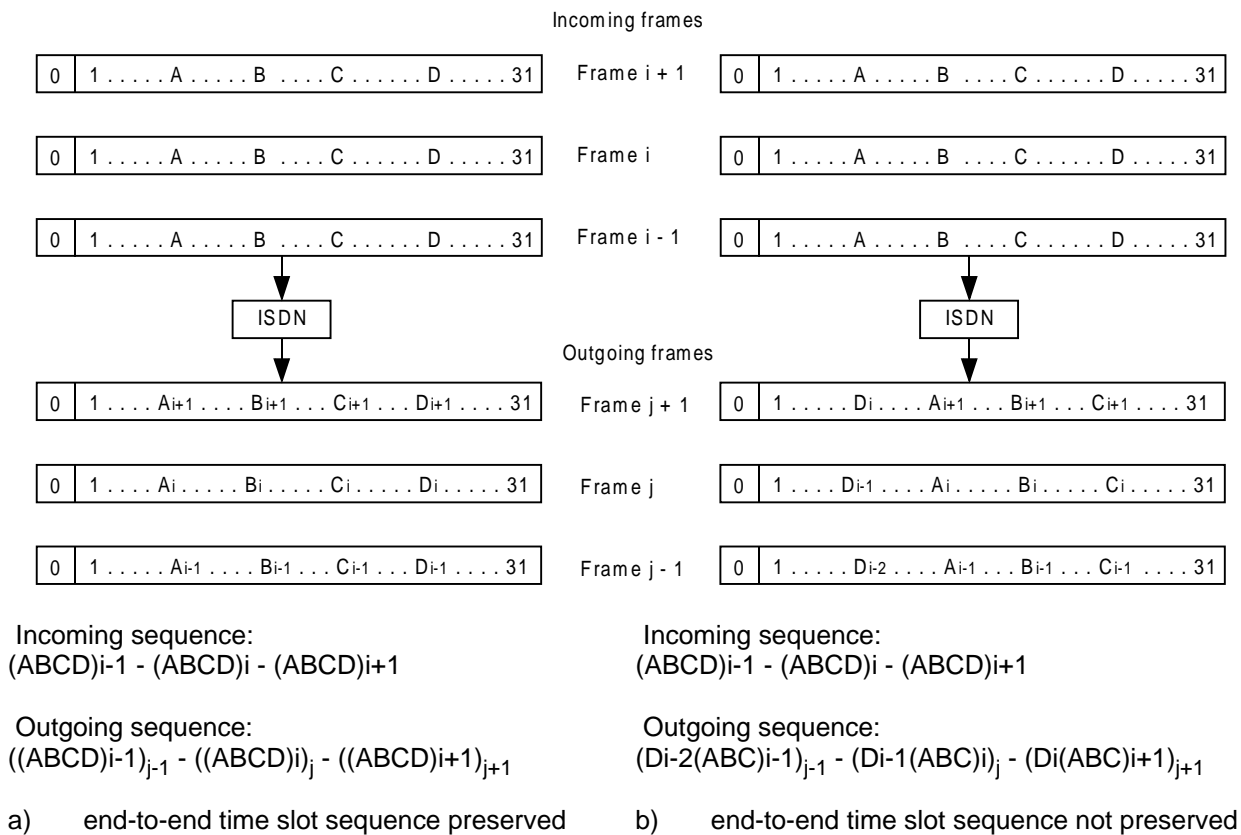 Incoming frames
0 1 . . . . . A . . . . . B . . . . C . . . . . . D . . . . . 31 Frame i + 1 0 1 . . . . . A . . . . . B . . . . C . . . . . . D . . . . . 31
0 1 . . . . . A . . . . . B . . . . C . . . . . . D . . . . . 31 Frame i 0 1 . . . . . A . . . . . B . . . . C . . . . . . D . . . . . 31
0 1 . . . . . A . . . . . B . . . . C . . . . . . D . . . . . 31 Frame i - 1 0 1 . . . . . A . . . . . B . . . . C . . . . . . D . . . . . 31
ISDN ISDN
Outgoing frames
0 1 . . . . Ai+1 . . . . Bi+1 . . . Ci+1 . . . Di+1 . . . . 31 Frame j + 1 0 1 . . . . . Di . . . . Ai+1 . . . Bi+1 . . . Ci+1 . . . . 31
0 1 . . . . Ai . . . . . Bi . . . . . Ci . . . . . Di . . . . . 31 Frame j 0 1 . . . . Di-1 . . . . Ai . . . . . Bi . . . . . Ci . . . . . 31
0 1 . . . . . Ai-1 . . . . Bi-1 . . . Ci-1 . . . Di-1 . . . . 31 Frame j - 1 0 1 . . . . . Di-2 . . . . Ai-1 . . . Bi-1 . . . Ci-1 . . . . 31
Incoming sequence:
(ABCD)i-1 - (ABCD)i - (ABCD)i+1
Outgoing sequence:
((ABCD)i-1)j-1 - ((ABCD)i)j - ((ABCD)i+1)j+1
a) end-to-end time slot sequence preserved
Incoming sequence:
(ABCD)i-1 - (ABCD)i - (ABCD)i+1
Outgoing sequence:
(Di-2(ABC)i-1)j-1 - (Di-1(ABC)i)j - (Di(ABC)i+1)j+1
b) end-to-end time slot sequence not preserved